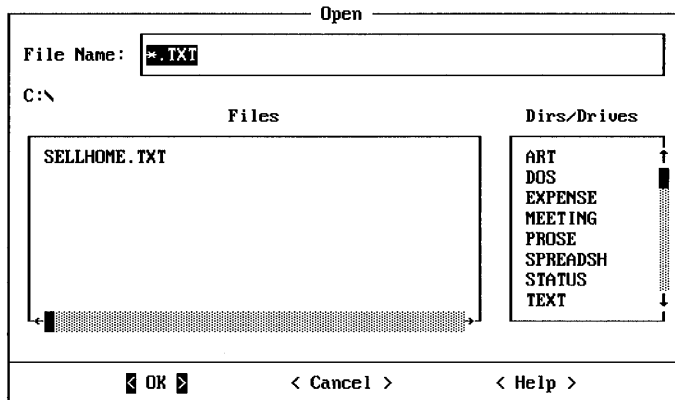 Open
File Name: *.TXT
C:\
Files
Dirs/Drives
SELLHOME.TXT
ART
DOS
EXPENSE
MEETING
PROSE
SPREADSH
STATUS
TEXT
< OK > < Cancel > < Help >